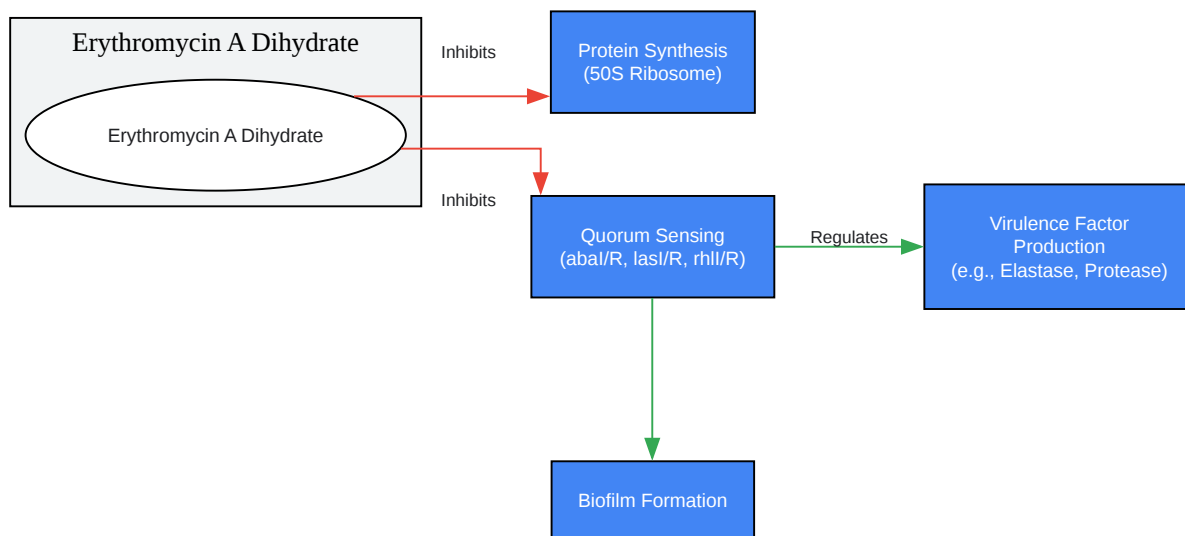 Erythromycin A Dihydrate
Erythromycin A Dihydrate
Inhibits
Protein Synthesis
(50S Ribosome)
Inhibits
Quorum Sensing
(abaI/R, lasI/R, rhlI/R)
Regulates
Virulence Factor
Production
(e.g., Elastase, Protease)
Biofilm Formation